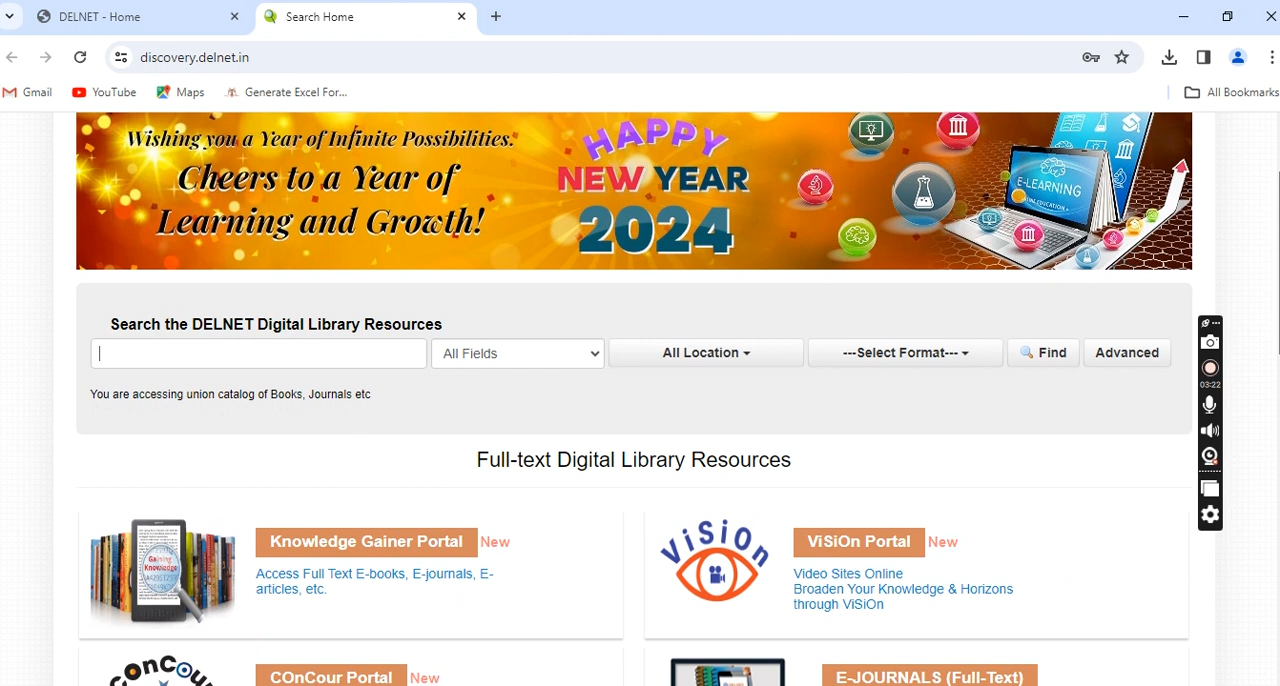 DELNET - Home
Search Home
discovery.delnet.in
Gmail
YouTube
Maps
Generate Excel For...
All Bookmarks
Wishing you a Year of Infinite Possibilities.
Cheers to a Year of
Learning and Growth!
HAPPY
NEW YEAR
2024
E-LEARNING
Search the DELNET Digital Library Resources
All Fields
All Location
---Select Format---
Find
Advanced
You are accessing union catalog of Books, Journals etc
03:22
Full-text Digital Library Resources
Gaining
Knowledge
Knowledge Gainer Portal New
Access Full Text E-books, E-journals, E-
articles, etc.
ViSiOn
ViSiOn Portal New
Video Sites Online
Broaden Your Knowledge & Horizons
through ViSiOn
COnCour
COnCour Portal New
E-JOURNALS (Full-Text)